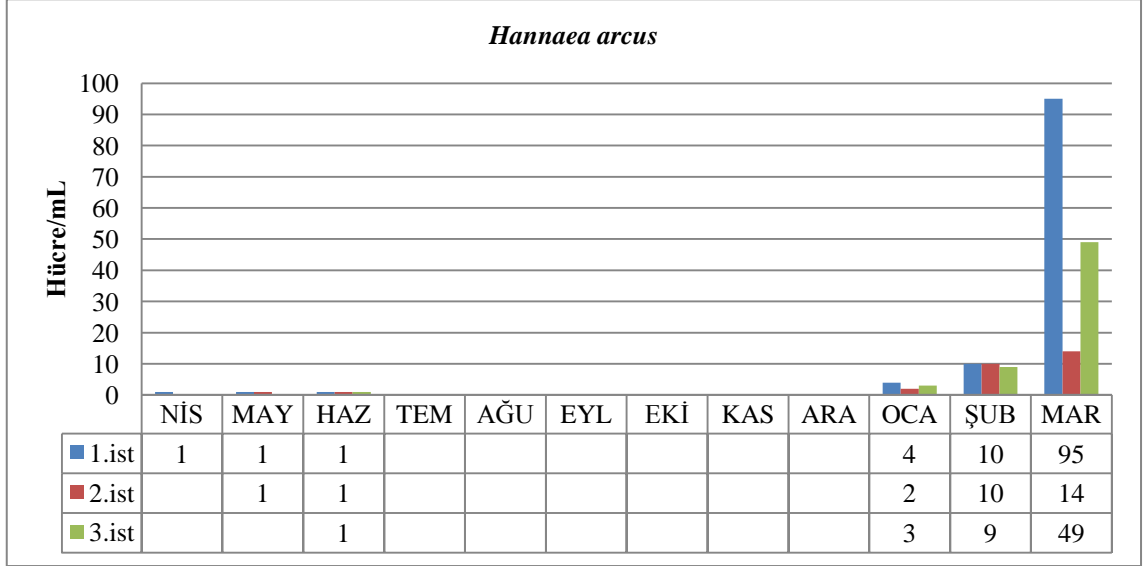 Hannaea arcus
100
90
80
70
60
50
40
30
20
10
0
Hücre/mL
NİS MAY HAZ TEM AĞU EYL EKİ KAS ARA OCA ŞUB MAR
1.ist 1 1 1 4 10 95
2.ist 1 1 2 10 14
3.ist 1 3 9 49